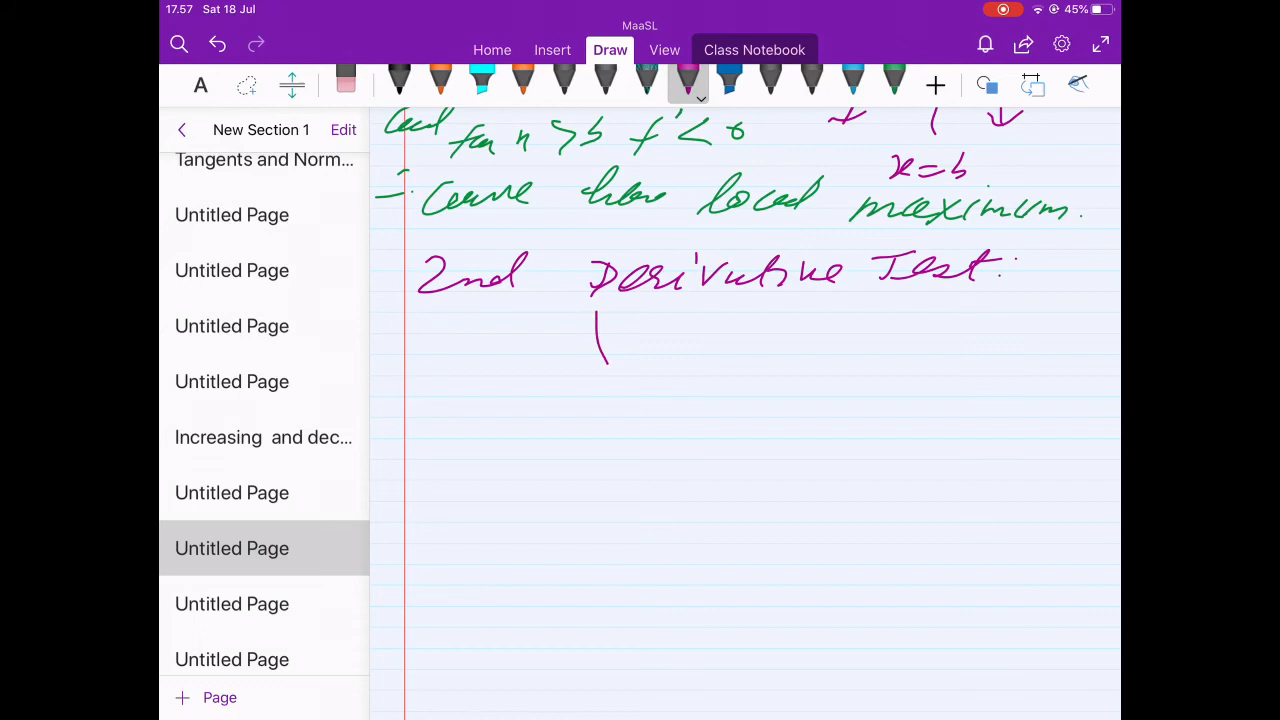 17.57 Sat 18 Jul
45%
MaaSL
Home Insert Draw View Class Notebook
A
New Section 1 Edit
Tangents and Norm...
Untitled Page
Untitled Page
Untitled Page
Untitled Page
Increasing and dec...
Untitled Page
Untitled Page
Untitled Page
Untitled Page
+ Page
and for x > b f' < 0
x = b
∴ Curve has local maximum.
2nd Derivative Test:
(